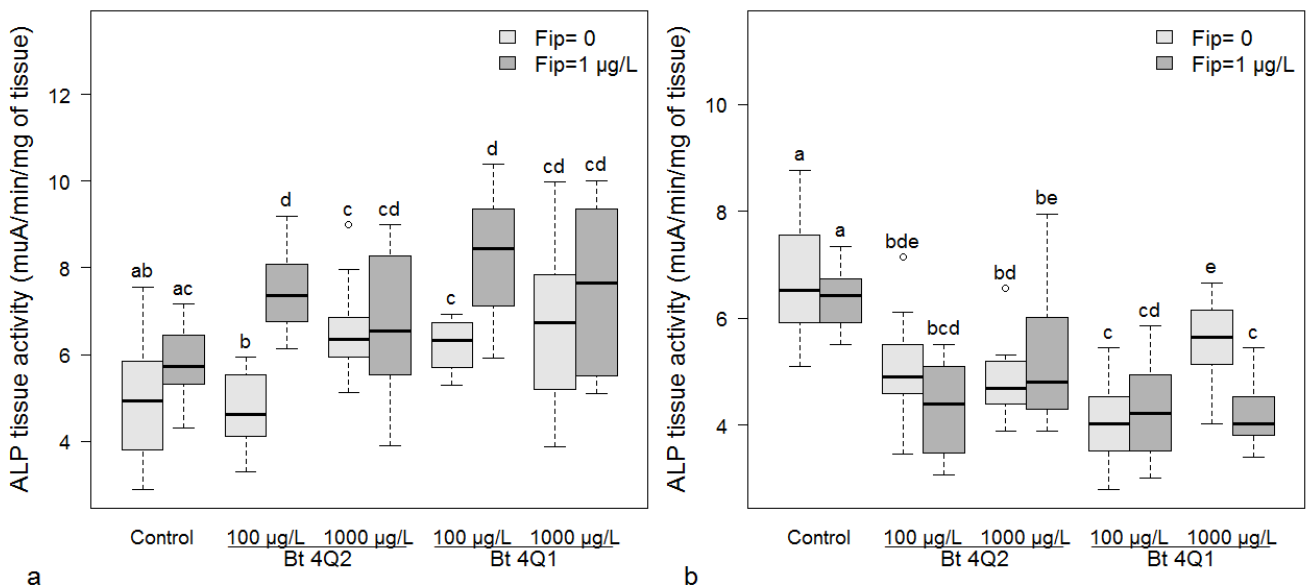 ALP tissue activity (muA/min/mg of tissue)
12
10
8
6
4
Fip= 0
Fip=1 µg/L
ab
ac
b
d
c
cd
c
d
cd
cd
Control
100 µg/L
1000 µg/L
100 µg/L
1000 µg/L
Bt 4Q2
Bt 4Q1
a
ALP tissue activity (muA/min/mg of tissue)
10
8
6
4
Fip= 0
Fip=1 µg/L
a
a
bde
bcd
bd
be
c
cd
e
c
Control
100 µg/L
1000 µg/L
100 µg/L
1000 µg/L
Bt 4Q2
Bt 4Q1
b